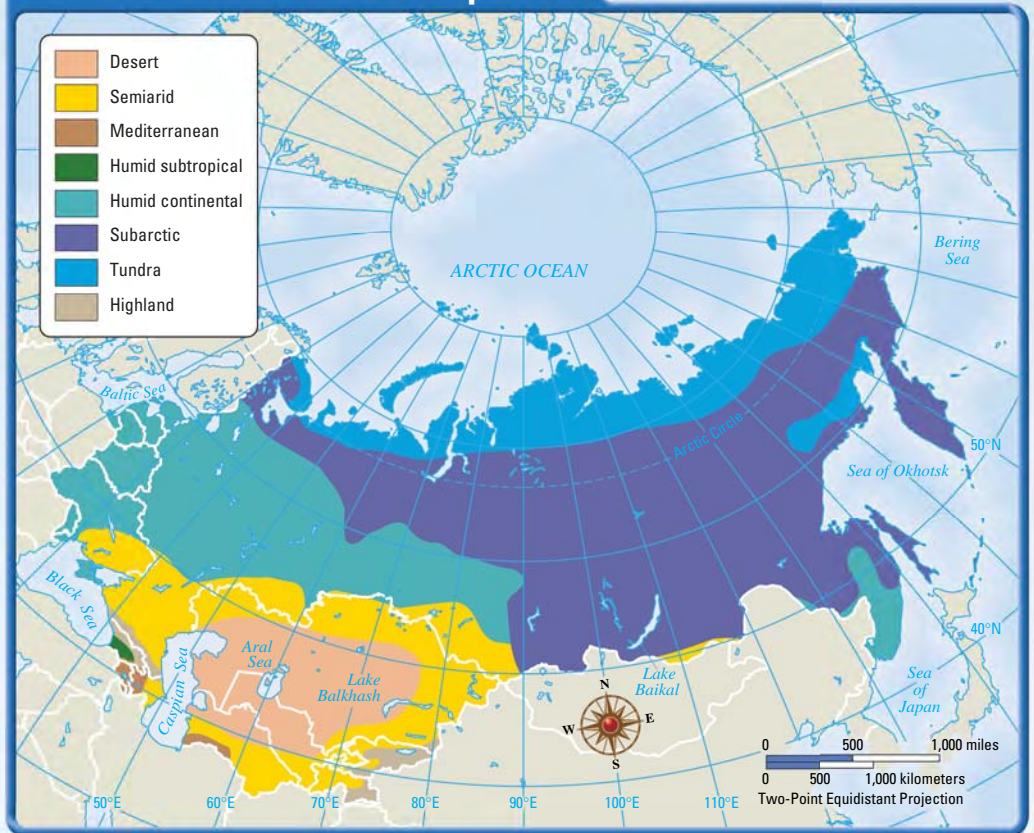 Desert
Semiarid
Mediterranean
Humid subtropical
Humid continental
Subarctic
Tundra
Highland
ARCTIC OCEAN
Bering
Sea
Baltic Sea
Arctic Circle
50°N
Sea of Okhotsk
Black Sea
Caspian Sea
Aral
Sea
Lake
Balkhash
Lake
Baikal
40°N
Sea
of
Japan
N
W
E
S
0 500 1,000 miles
0 500 1,000 kilometers
Two-Point Equidistant Projection
50°E 60°E 70°E 80°E 90°E 100°E 110°E